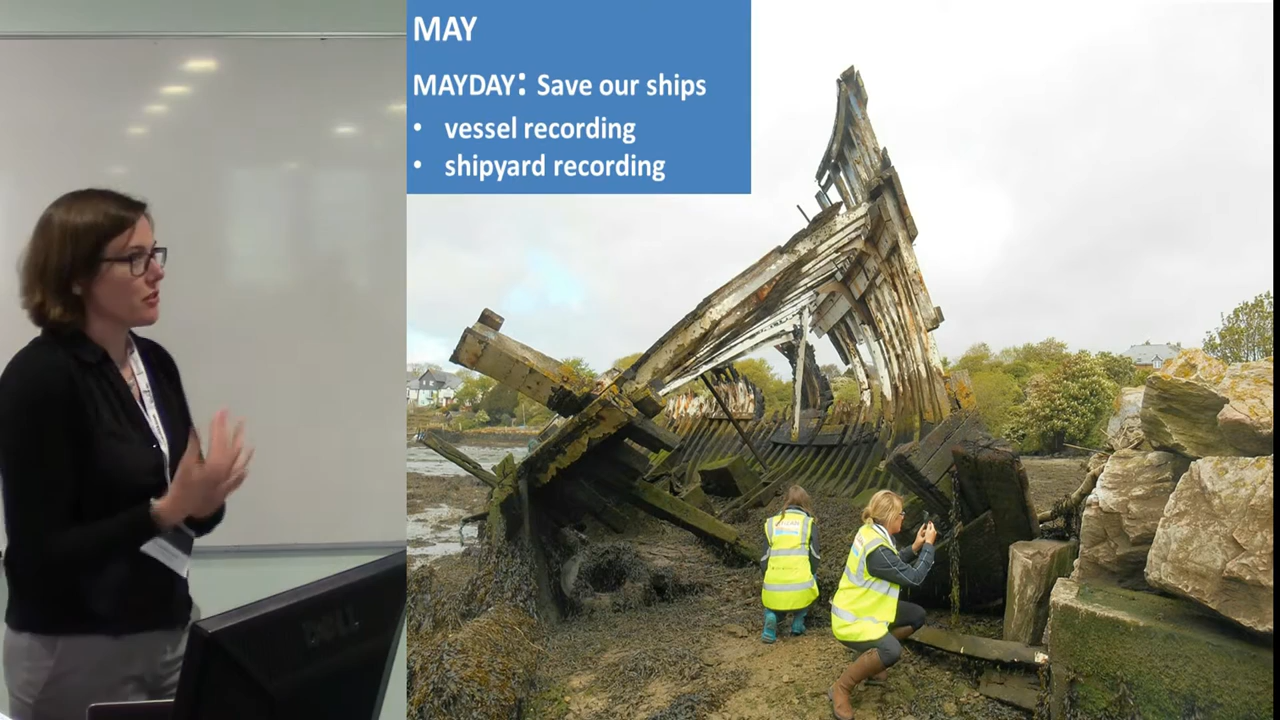 MAY
MAYDAY: Save our ships
• vessel recording
• shipyard recording
DELL